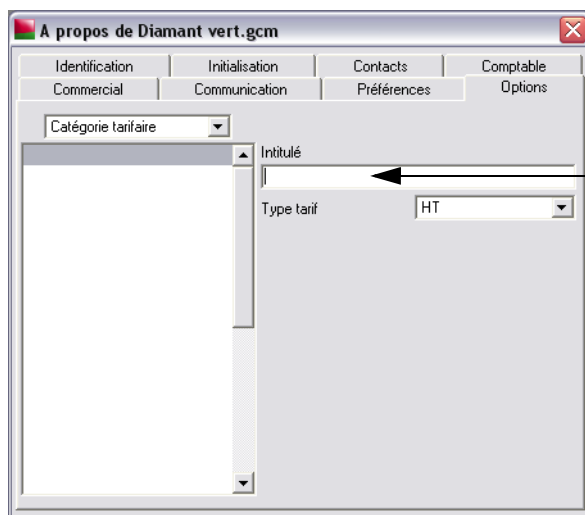 A propos de Diamant vert.gcm
Identification Initialisation Contacts Comptable
Commercial Communication Préférences Options
Catégorie tarifaire
Intitulé
Type tarif HT